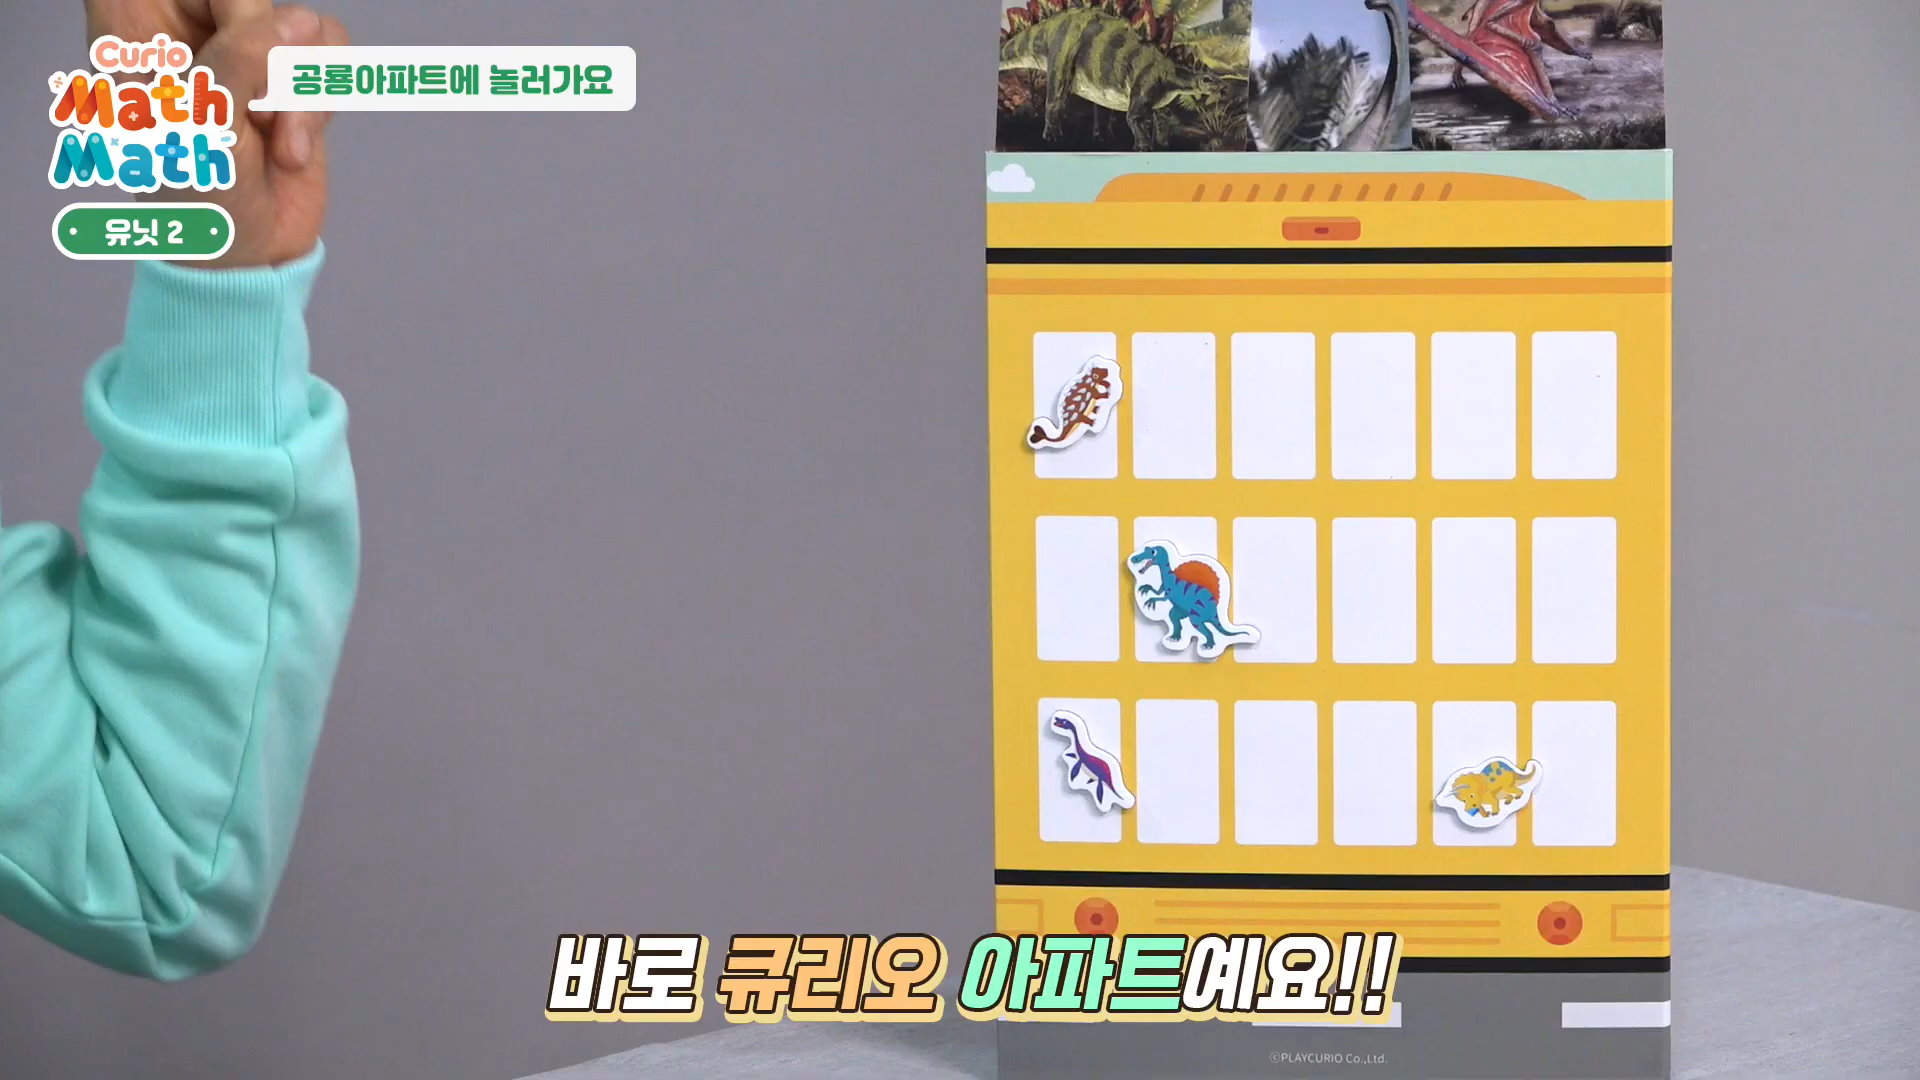 Curio
Math
Math
공룡아파트에 놀러가요
유닛 2
바로 큐리오 아파트예요!!
©PLAYCURIO Co.,Ltd.